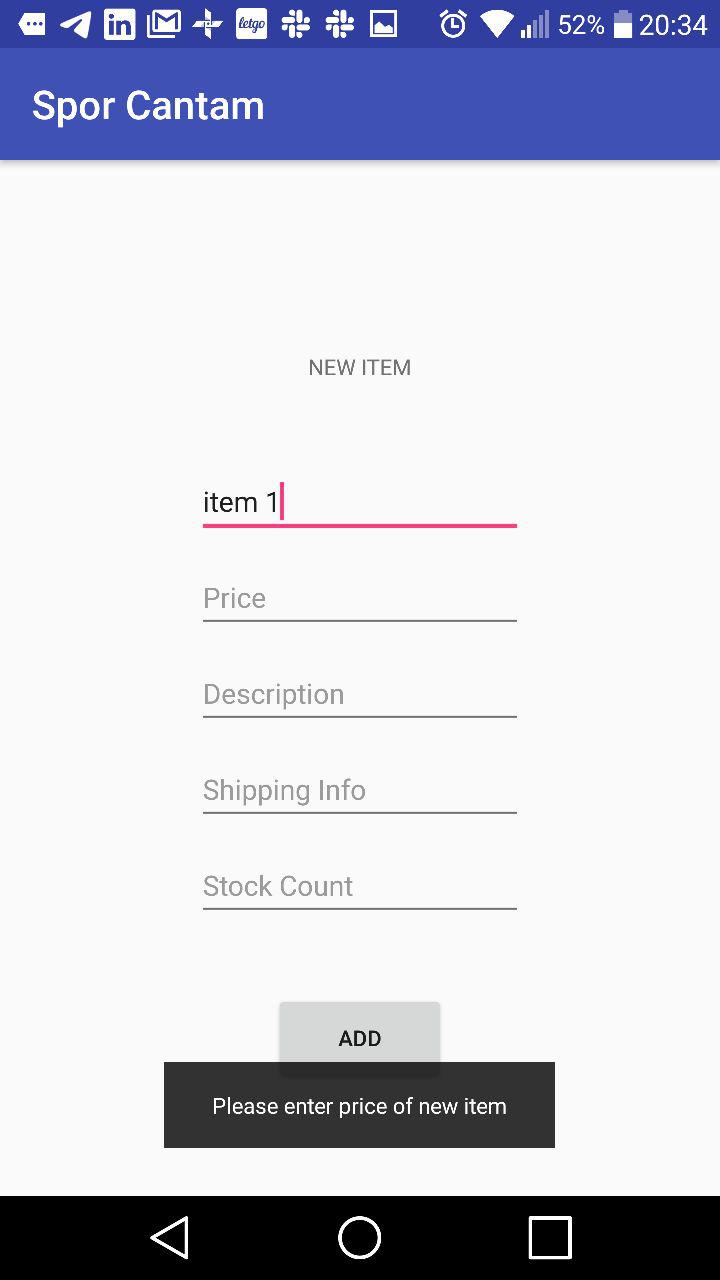 letgo 52% 20:34
Spor Cantam
NEW ITEM
item 1
Price
Description
Shipping Info
Stock Count
ADD
Please enter price of new item